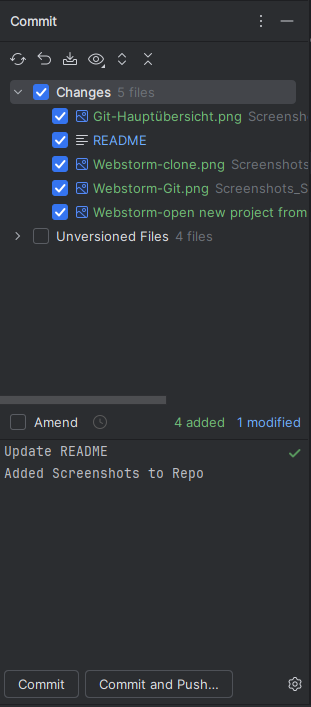 Commit
Changes 5 files
Git-Hauptübersicht.png Screensh
README
Webstorm-clone.png Screenshots
Webstorm-Git.png Screenshots_S
Webstorm-open new project from
Unversioned Files 4 files
Amend 4 added 1 modified
Update README
Added Screenshots to Repo
Commit Commit and Push...